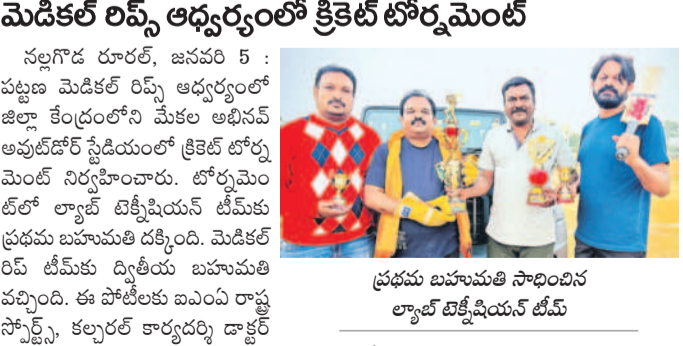 మెడికల్ రిప్స్ ఆధ్వర్యంలో క్రికెట్ టోర్నమెంట్
నల్లగొడ రూరల్, జనవరి 5 :
పట్టణ మెడికల్ రిప్స్ ఆధ్వర్యంలో
జిల్లా కేంద్రంలోని మేకల అభినవ్
అవుట్‌డోర్ స్టేడియంలో క్రికెట్ టోర్న
మెంట్ నిర్వహించారు. టోర్నమెం
ట్‌లో ల్యాబ్ టెక్నీషియన్ టీమ్‌కు
ప్రథమ బహుమతి దక్కింది. మెడికల్
రిప్ టీమ్‌కు ద్వితీయ బహుమతి
వచ్చింది. ఈ పోటీలకు ఐఎంఏ రాష్ట్ర
స్పోర్ట్స్, కల్చరల్ కార్యదర్శి డాక్టర్
ప్రథమ బహుమతి సాధించిన
ల్యాబ్ టెక్నీషియన్ టీమ్